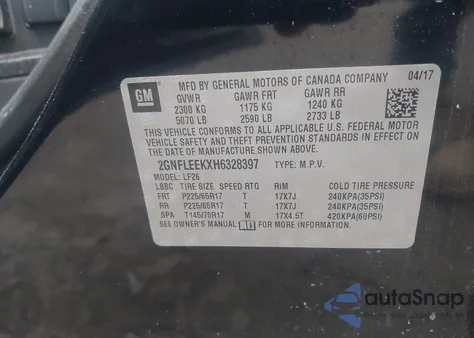 MFD BY GENERAL MOTORS OF CANADA COMPANY 04/17
GM GVWR GAWR FRT GAWR RR
2300 KG 1175 KG 1240 KG
5070 LB 2590 LB 2733 LB
THIS VEHICLE CONFORMS TO ALL APPLICABLE U.S. FEDERAL MOTOR
VEHICLE SAFETY AND THEFT PREVENTION STANDARDS IN EFFECT
ON THE DATE OF MANUFACTURE SHOWN ABOVE.
2GNFLEEKXH6328397 TYPE: M.P.V.
MODEL: LF26
LBBC TIRE SIZE SPEED RTG RIM COLD TIRE PRESSURE
FRT P225/65R17 T 17X7J 240KPA(35PSI)
RR P225/65R17 T 17X7J 240KPA(35PSI)
SPA T145/70R17 M 17X4.5T 420KPA(60PSI)
SEE OWNER'S MANUAL FOR MORE INFORMATION.
autoSnap